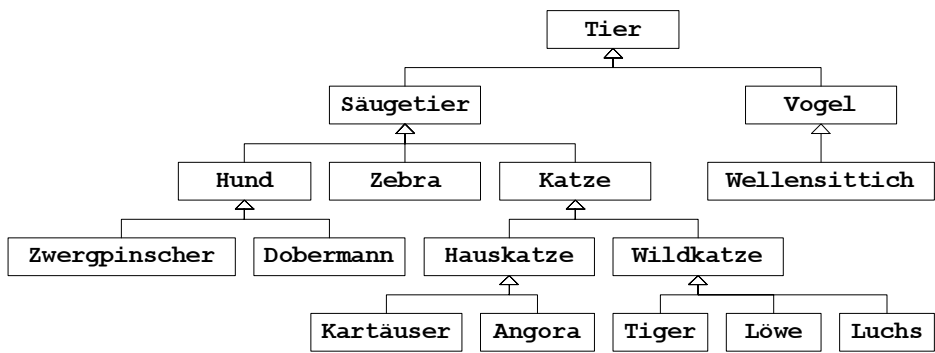 Tier
Säugetier
Vogel
Hund
Zebra
Katze
Wellensittich
Zwergpinscher
Dobermann
Hauskatze
Wildkatze
Kartäuser
Angora
Tiger
Löwe
Luchs